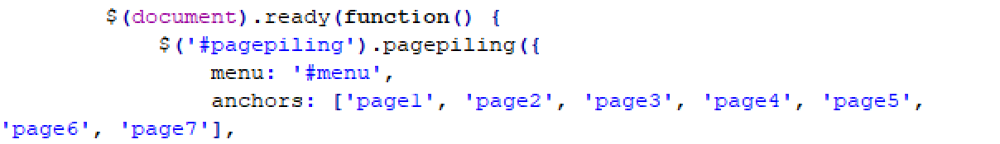 $(document).ready(function() {
$('#pagepiling').pagepiling({
menu: '#menu',
anchors: ['page1', 'page2', 'page3', 'page4', 'page5',
'page6', 'page7'],